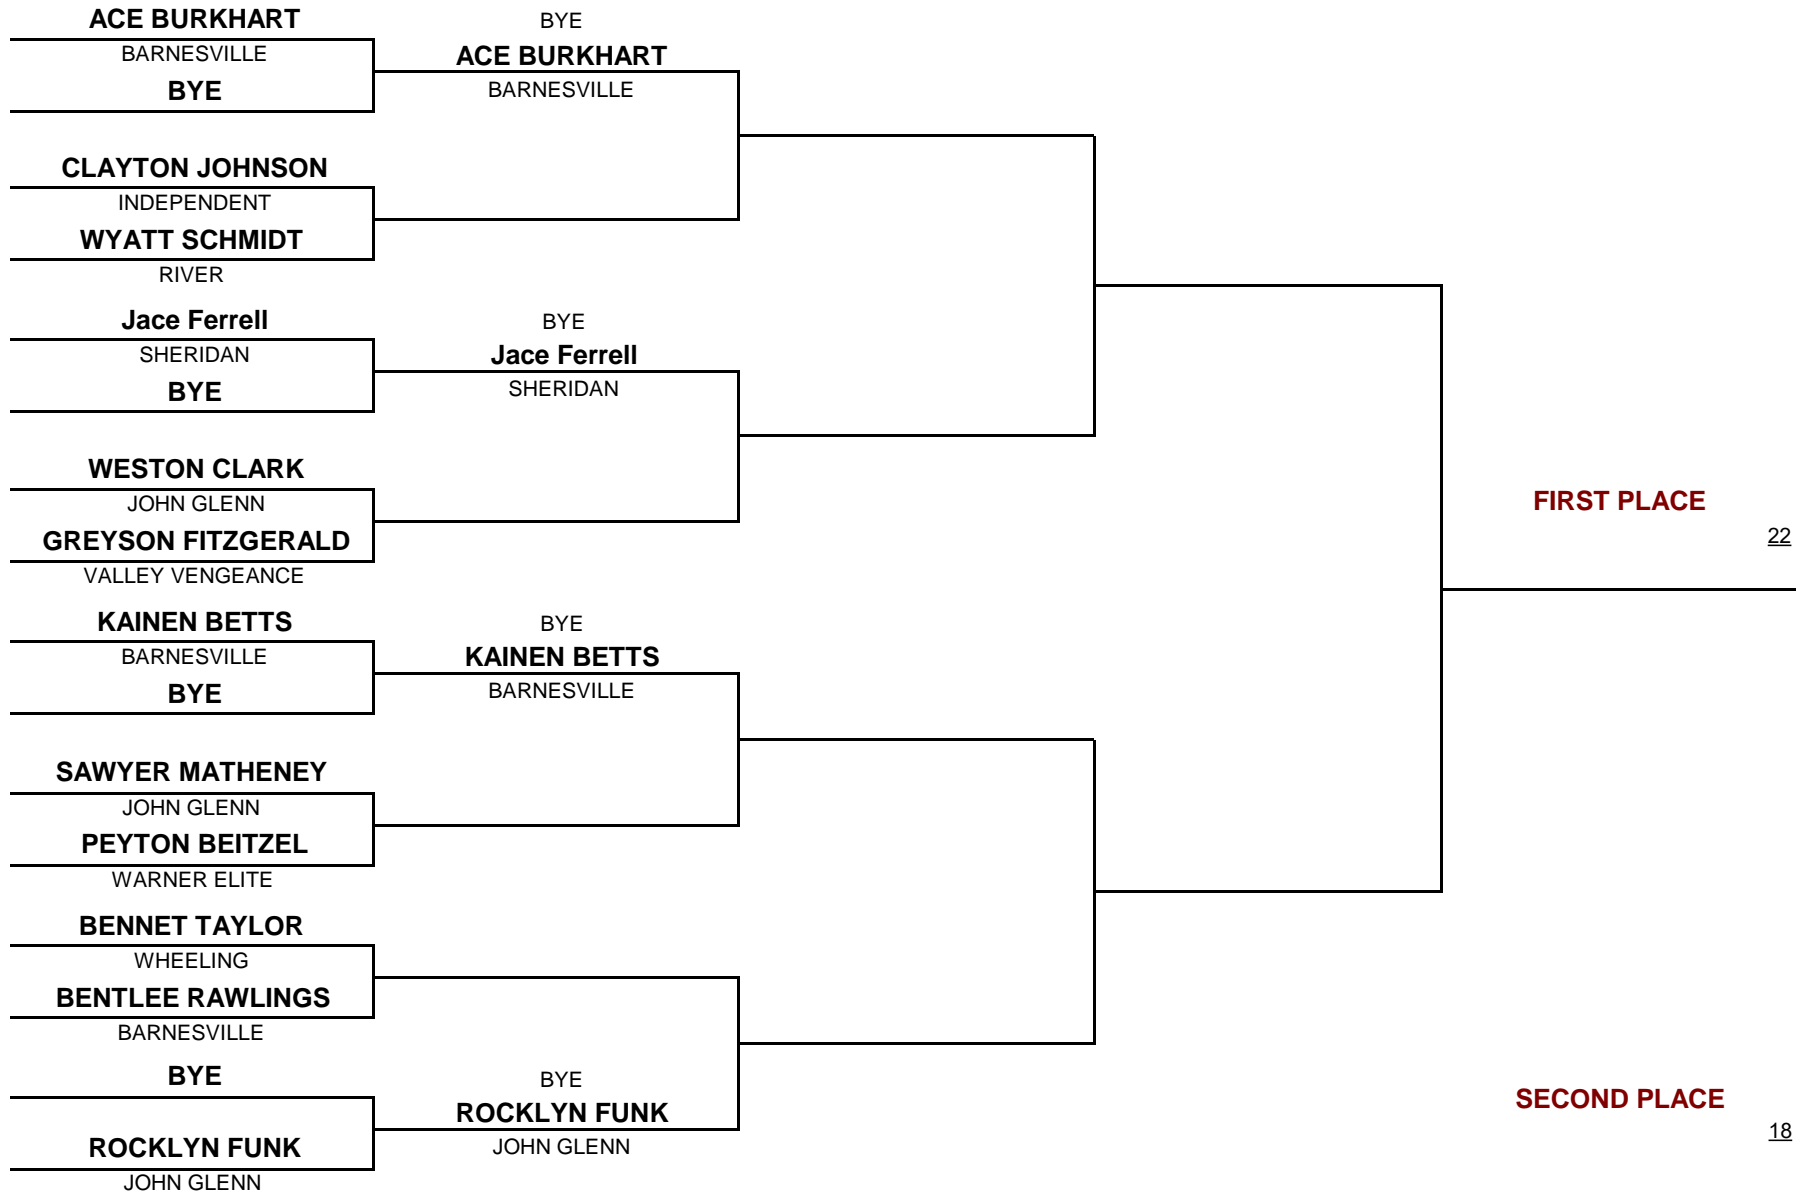 ACE BURKHART
BARNESVILLE
BYE
CLAYTON JOHNSON
INDEPENDENT
WYATT SCHMIDT
RIVER
Jace Ferrell
SHERIDAN
BYE
WESTON CLARK
JOHN GLENN
GREYSON FITZGERALD
VALLEY VENGEANCE
KAINEN BETTS
BARNESVILLE
BYE
SAWYER MATHENEY
JOHN GLENN
PEYTON BEITZEL
WARNER ELITE
BENNET TAYLOR
WHEELING
BENTLEE RAWLINGS
BARNESVILLE
BYE
ROCKLYN FUNK
JOHN GLENN
BYE
ACE BURKHART
BARNESVILLE
BYE
Jace Ferrell
SHERIDAN
BYE
KAINEN BETTS
BARNESVILLE
BYE
ROCKLYN FUNK
JOHN GLENN
FIRST PLACE
22
SECOND PLACE
18